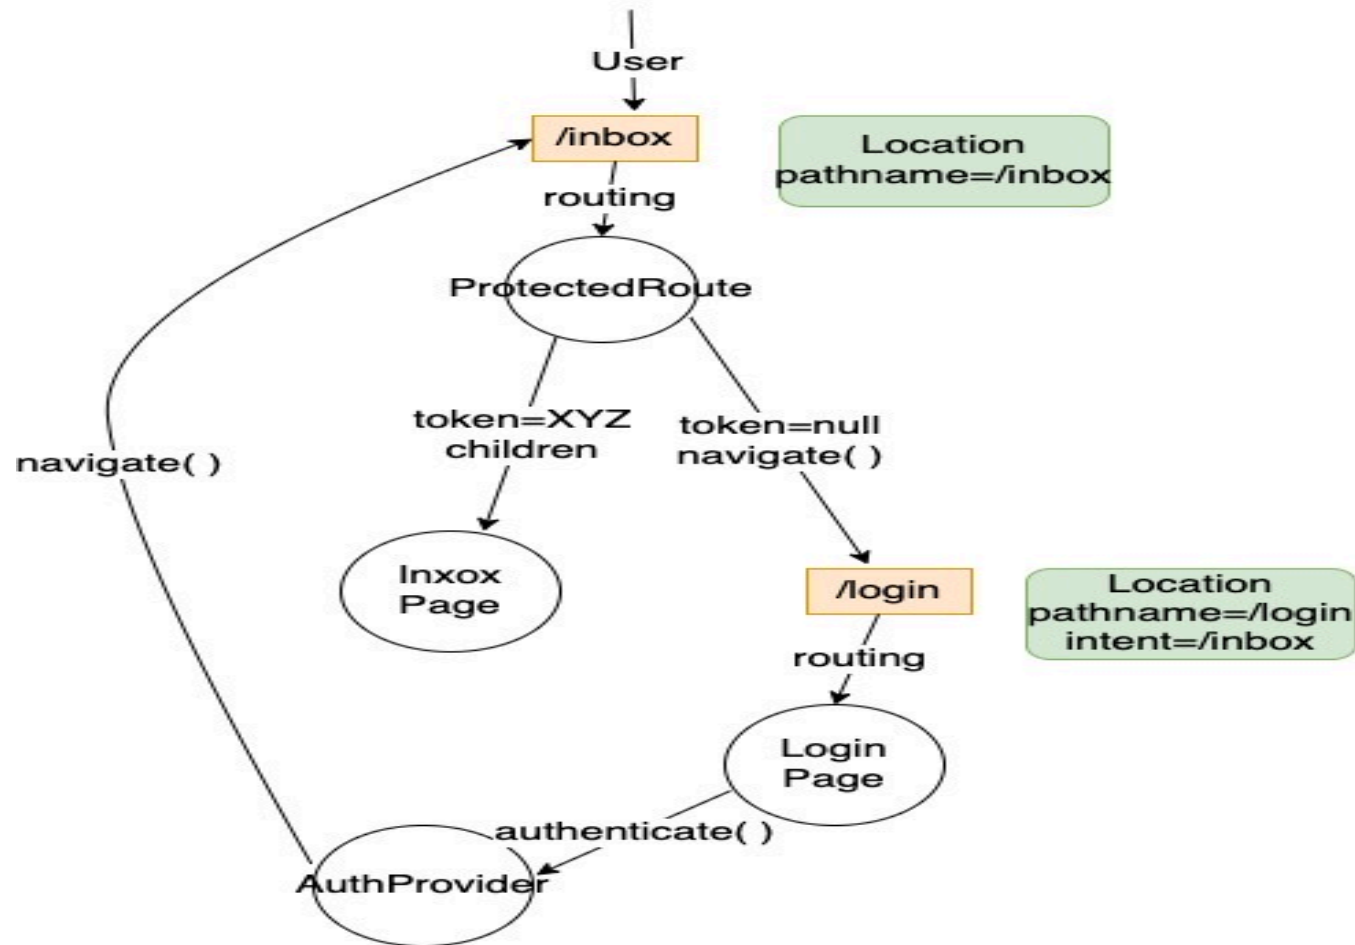 User
/inbox
Location
pathname=/inbox
routing
ProtectedRoute
token=XYZ
children
token=null
navigate( )
navigate( )
Inxox
Page
/login
Location
pathname=/login
intent=/inbox
routing
Login
Page
authenticate( )
AuthProvider